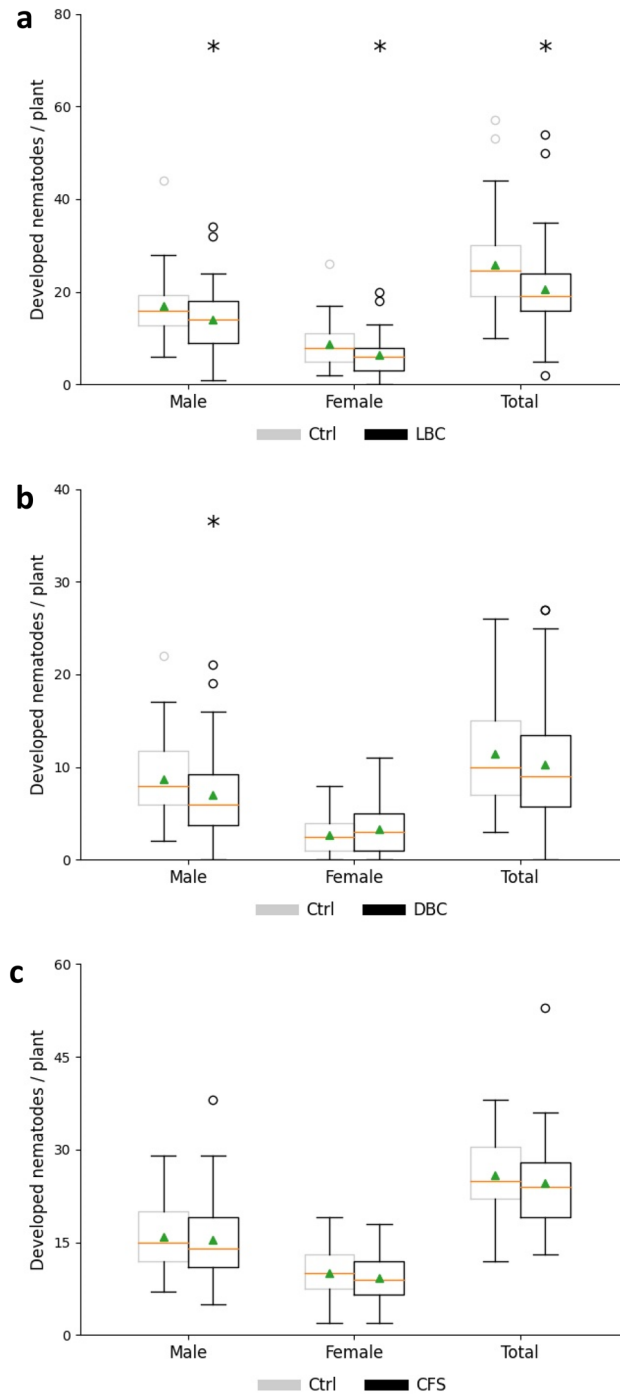 a
Developed nematodes / plant
80
60
40
20
0
* * *
Male Female Total
Ctrl LBC
b
Developed nematodes / plant
40
30
20
10
0
*
Male Female Total
Ctrl DBC
c
Developed nematodes / plant
60
45
30
15
0
Male Female Total
Ctrl CFS